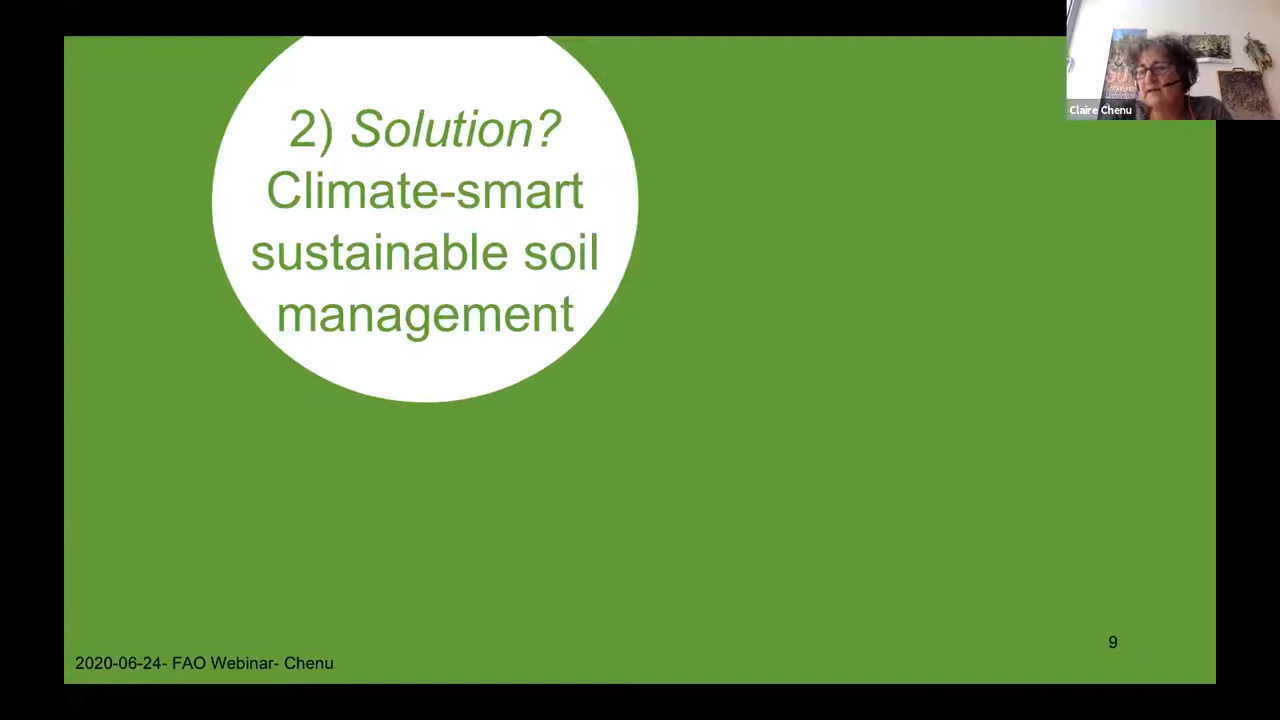 Claire Chenu
2) Solution?
Climate-smart
sustainable soil
management
9
2020-06-24- FAO Webinar- Chenu